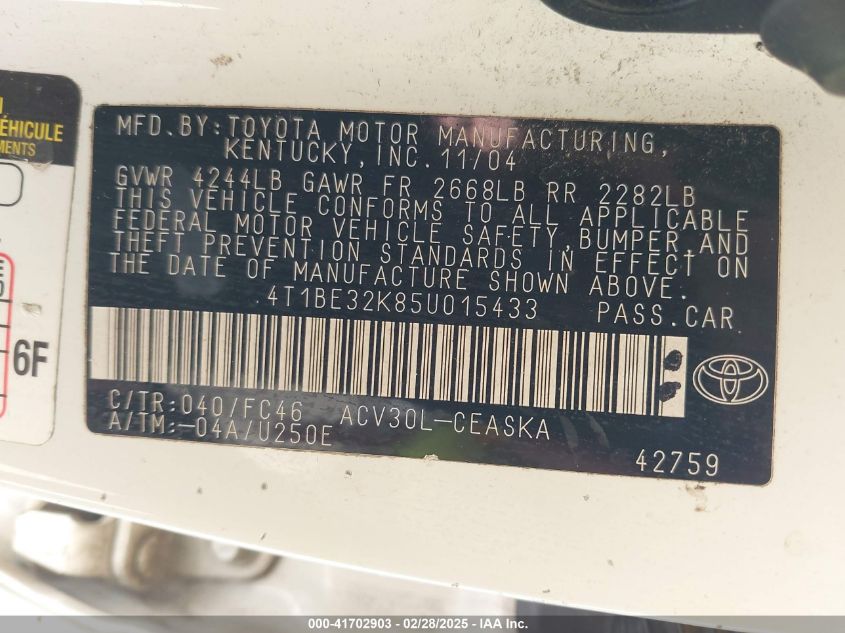 ÉHICULE
MENTS
6F
MFD.BY:TOYOTA MOTOR MANUFACTURING,
KENTUCKY,INC.11/04
GVWR 4244LB GAWR FR 2668LB RR 2282LB
THIS VEHICLE CONFORMS TO ALL APPLICABLE
FEDERAL MOTOR VEHICLE SAFETY,BUMPER,AND
THEFT PREVENTION STANDARDS IN EFFECT ON
THE DATE OF MANUFACTURE SHOWN ABOVE.
4T1BE32K85U015433 PASS.CAR
C/TR:040/FC46 ACV30L-CEASKA
A/TM:-04A/U250E
42759
000-41702903 / 02/28/2025 - IAA Inc.